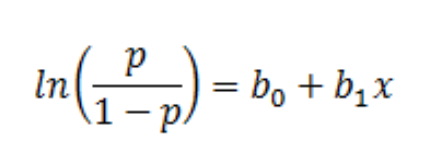 ln(p/(1 − p)) = b₀ + b₁x